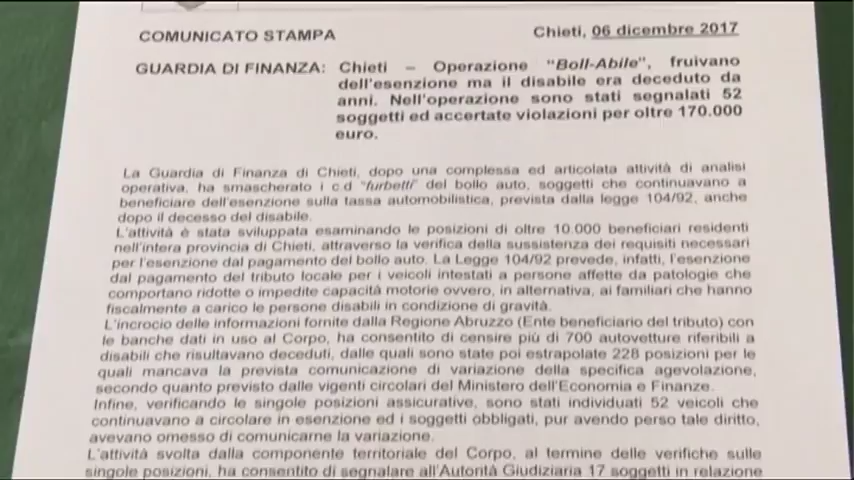 COMUNICATO STAMPA
Chieti, 06 dicembre 2017
GUARDIA DI FINANZA: Chieti – Operazione “Boll-Abile”, fruivano
dell’esenzione ma il disabile era deceduto da
anni. Nell’operazione sono stati segnalati 52
soggetti ed accertate violazioni per oltre 170.000
euro.
La Guardia di Finanza di Chieti, dopo una complessa ed articolata attività di analisi
operativa, ha smascherato i c.d “furbetti” del bollo auto, soggetti che continuavano a
beneficiare dell’esenzione sulla tassa automobilistica, prevista dalla legge 104/92, anche
dopo il decesso del disabile.
L’attività è stata sviluppata esaminando le posizioni di oltre 10.000 beneficiari residenti
nell’intera provincia di Chieti, attraverso la verifica della sussistenza dei requisiti necessari
per l’esenzione dal pagamento del bollo auto. La Legge 104/92 prevede, infatti, l’esenzione
dal pagamento del tributo locale per i veicoli intestati a persone affette da patologie che
comportano ridotte o impedite capacità motorie ovvero, in alternativa, ai familiari che hanno
fiscalmente a carico le persone disabili in condizione di gravità.
L’incrocio delle informazioni fornite dalla Regione Abruzzo (Ente beneficiario del tributo) con
le banche dati in uso al Corpo, ha consentito di censire più di 700 autovetture riferibili a
disabili che risultavano deceduti, dalle quali sono state poi estrapolate 228 posizioni per le
quali mancava la prevista comunicazione di variazione della specifica agevolazione,
secondo quanto previsto dalle vigenti circolari del Ministero dell’Economia e Finanze.
Infine, verificando le singole posizioni assicurative, sono stati individuati 52 veicoli che
continuavano a circolare in esenzione ed i soggetti obbligati, pur avendo perso tale diritto,
avevano omesso di comunicarne la variazione.
L’attività svolta dalla componente territoriale del Corpo, al termine delle verifiche sulle
singole posizioni, ha consentito di segnalare all’Autorità Giudiziaria 17 soggetti in relazione